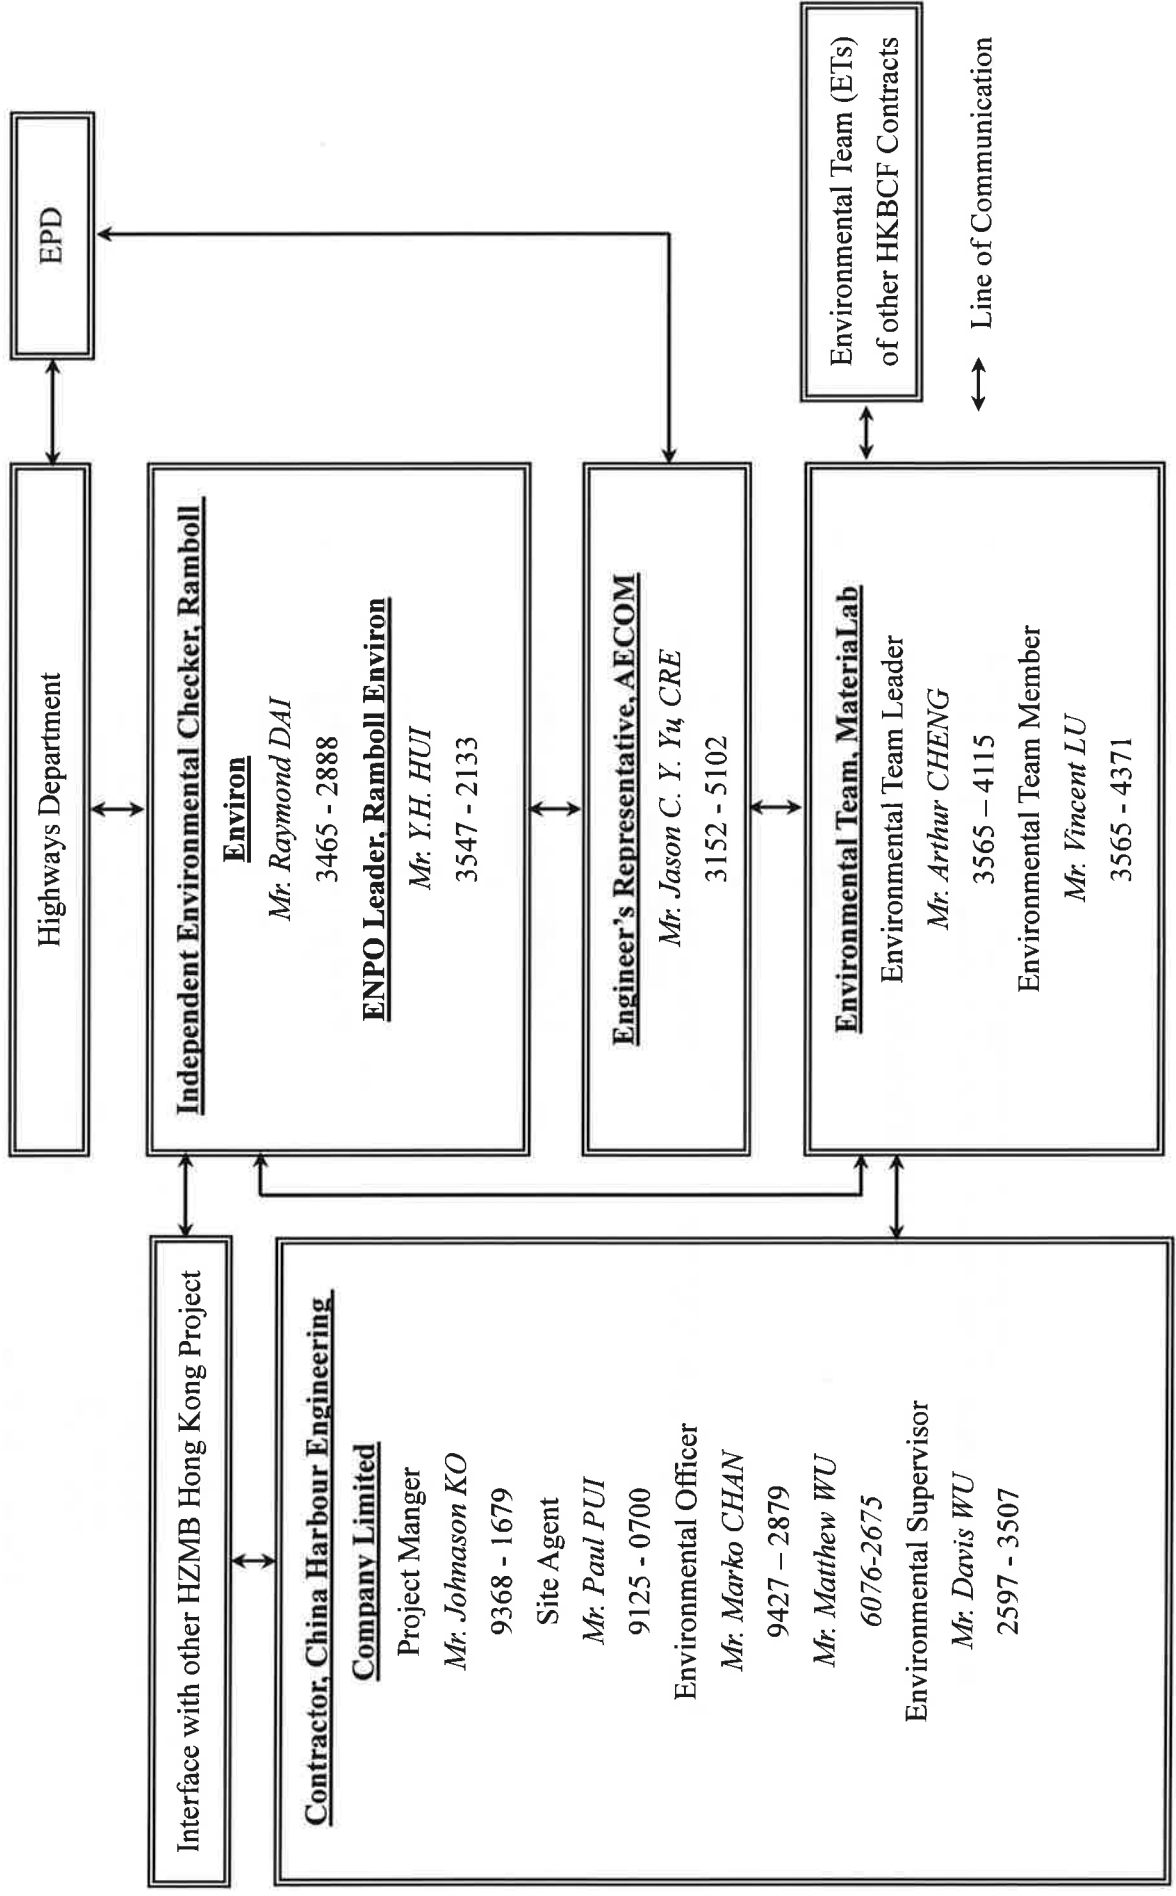 Highways Department
EPD
Interface with other HZMB Hong Kong Project
Independent Environmental Checker, Ramboll
Environ
Mr. Raymond DAI
3465 - 2888
ENPO Leader, Ramboll Environ
Mr. Y.H. HUI
3547 - 2133
Contractor, China Harbour Engineering
Company Limited
Project Manger
Mr. Johnason KO
9368 - 1679
Site Agent
Mr. Paul PUI
9125 - 0700
Environmental Officer
Mr. Marko CHAN
9427 – 2879
Mr. Matthew WU
6076-2675
Environmental Supervisor
Mr. Davis WU
2597 - 3507
Engineer’s Representative, AECOM
Mr. Jason C. Y. Yu, CRE
3152 - 5102
Environmental Team, MateriaLab
Environmental Team Leader
Mr. Arthur CHENG
3565 – 4115
Environmental Team Member
Mr. Vincent LU
3565 - 4371
Environmental Team (ETs)
of other HKBCF Contracts
Line of Communication